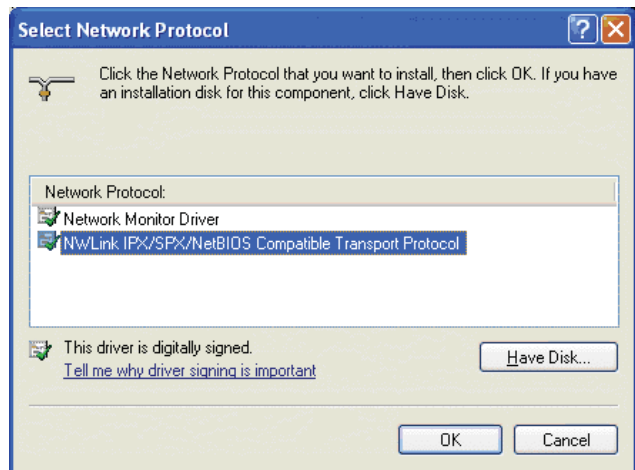 Select Network Protocol
Click the Network Protocol that you want to install, then click OK. If you have
an installation disk for this component, click Have Disk.
Network Protocol:
Network Monitor Driver
NWLink IPX/SPX/NetBIOS Compatible Transport Protocol
This driver is digitally signed.
Tell me why driver signing is important
Have Disk...
OK
Cancel